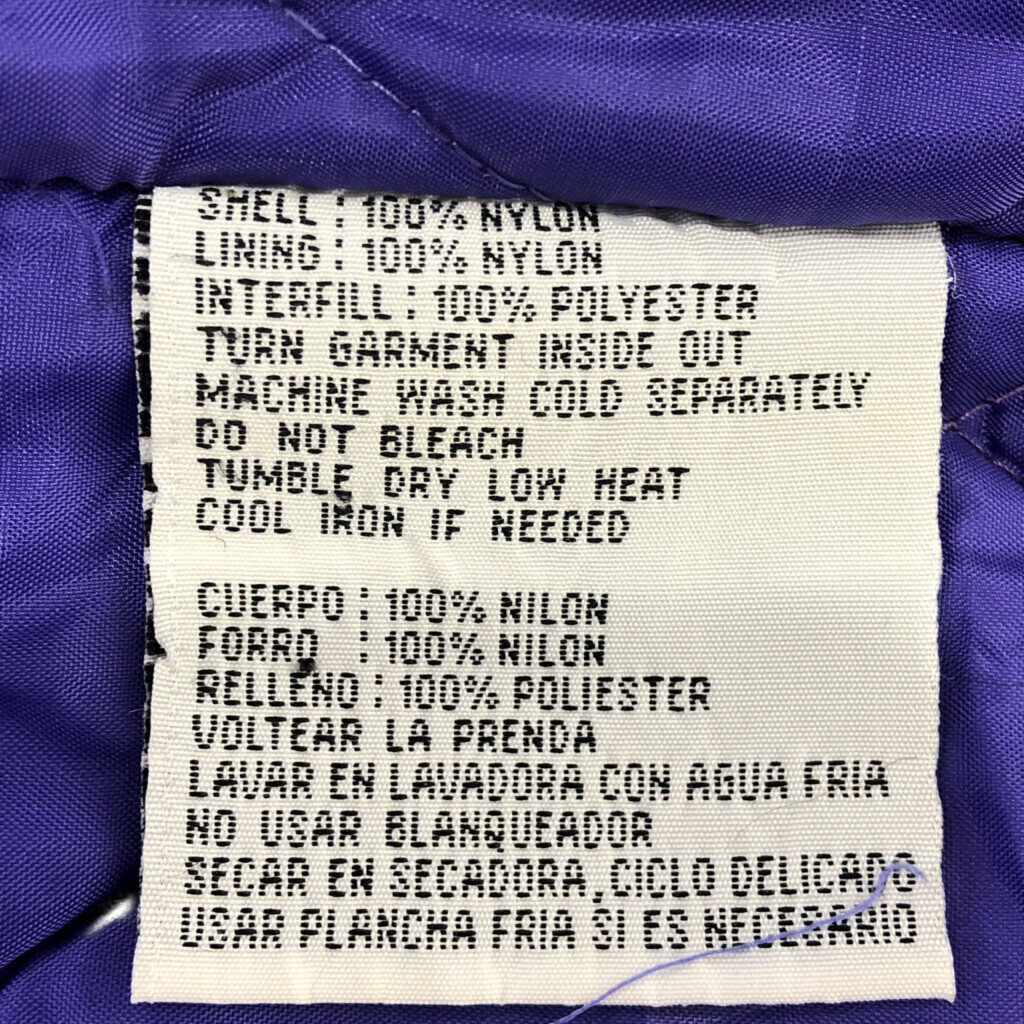 SHELL : 100% NYLON
LINING : 100% NYLON
INTERFILL : 100% POLYESTER
TURN GARMENT INSIDE OUT
MACHINE WASH COLD SEPARATELY
DO NOT BLEACH
TUMBLE DRY LOW HEAT
COOL IRON IF NEEDED
CUERPO : 100% NILON
FORRO : 100% NILON
RELLENO : 100% POLIESTER
VOLTEAR LA PRENDA
LAVAR EN LAVADORA CON AGUA FRIA
NO USAR BLANQUEADOR
SECAR EN SECADORA, CICLO DELICADO
USAR PLANCHA FRIA SI ES NECESARIO